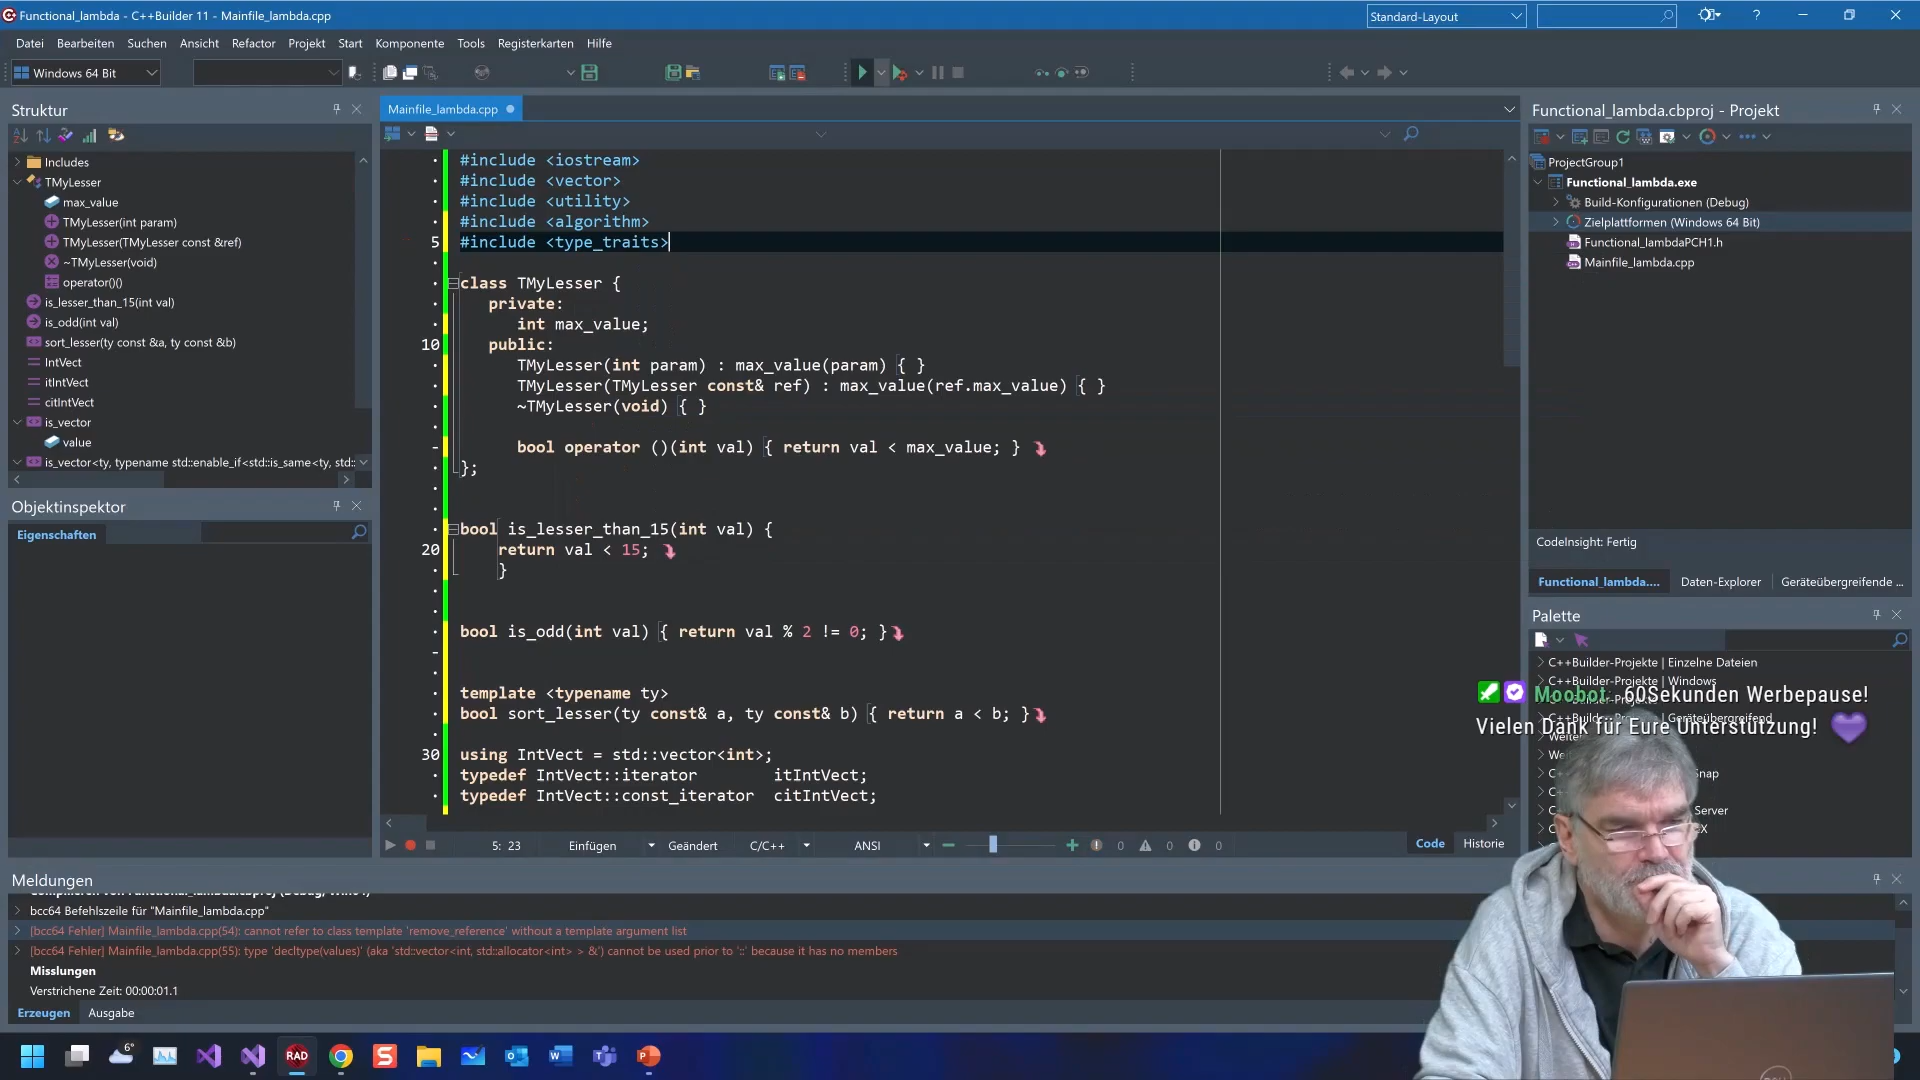 Functional_lambda - C++Builder 11 - Mainfile_lambda.cpp
Standard-Layout
?
Datei Bearbeiten Suchen Ansicht Refactor Projekt Start Komponente Tools Registerkarten Hilfe
Windows 64 Bit
Struktur
Includes
TMyLesser
max_value
TMyLesser(int param)
TMyLesser(TMyLesser const &ref)
~TMyLesser(void)
operator()()
is_lesser_than_15(int val)
is_odd(int val)
sort_lesser(ty const &a, ty const &b)
IntVect
itIntVect
citIntVect
is_vector
value
is_vector<ty, typename std::enable_if<std::is_same<ty, std::
Objektinspektor
Eigenschaften
Mainfile_lambda.cpp
#include <iostream>
#include <vector>
#include <utility>
#include <algorithm>
5 #include <type_traits>
class TMyLesser {
private:
int max_value;
10 public:
TMyLesser(int param) : max_value(param) { }
TMyLesser(TMyLesser const& ref) : max_value(ref.max_value) { }
~TMyLesser(void) { }
bool operator ()(int val) { return val < max_value; }
};
bool is_lesser_than_15(int val) {
20 return val < 15;
}
bool is_odd(int val) { return val % 2 != 0; }
template <typename ty>
bool sort_lesser(ty const& a, ty const& b) { return a < b; }
30 using IntVect = std::vector<int>;
typedef IntVect::iterator itIntVect;
typedef IntVect::const_iterator citIntVect;
5: 23 Einfügen Geändert C/C++ ANSI 0 0 0 Code Historie
Functional_lambda.cbproj - Projekt
ProjectGroup1
Functional_lambda.exe
Build-Konfigurationen (Debug)
Zielplattformen (Windows 64 Bit)
Functional_lambdaPCH1.h
Mainfile_lambda.cpp
CodeInsight: Fertig
Functional_lambda.... Daten-Explorer Geräteübergreifende ...
Palette
C++Builder-Projekte | Einzelne Dateien
C++Builder-Projekte | Windows
Moobot 60Sekunden Werbepause!
Vielen Dank für Eure Unterstützung!
Snap
Server
Meldungen
bcc64 Befehlszeile für "Mainfile_lambda.cpp"
[bcc64 Fehler] Mainfile_lambda.cpp(54): cannot refer to class template 'remove_reference' without a template argument list
[bcc64 Fehler] Mainfile_lambda.cpp(55): type 'decltype(values)' (aka 'std::vector<int, std::allocator<int> > &') cannot be used prior to '::' because it has no members
Misslungen
Verstrichene Zeit: 00:00:01.1
Erzeugen Ausgabe
6°
RAD